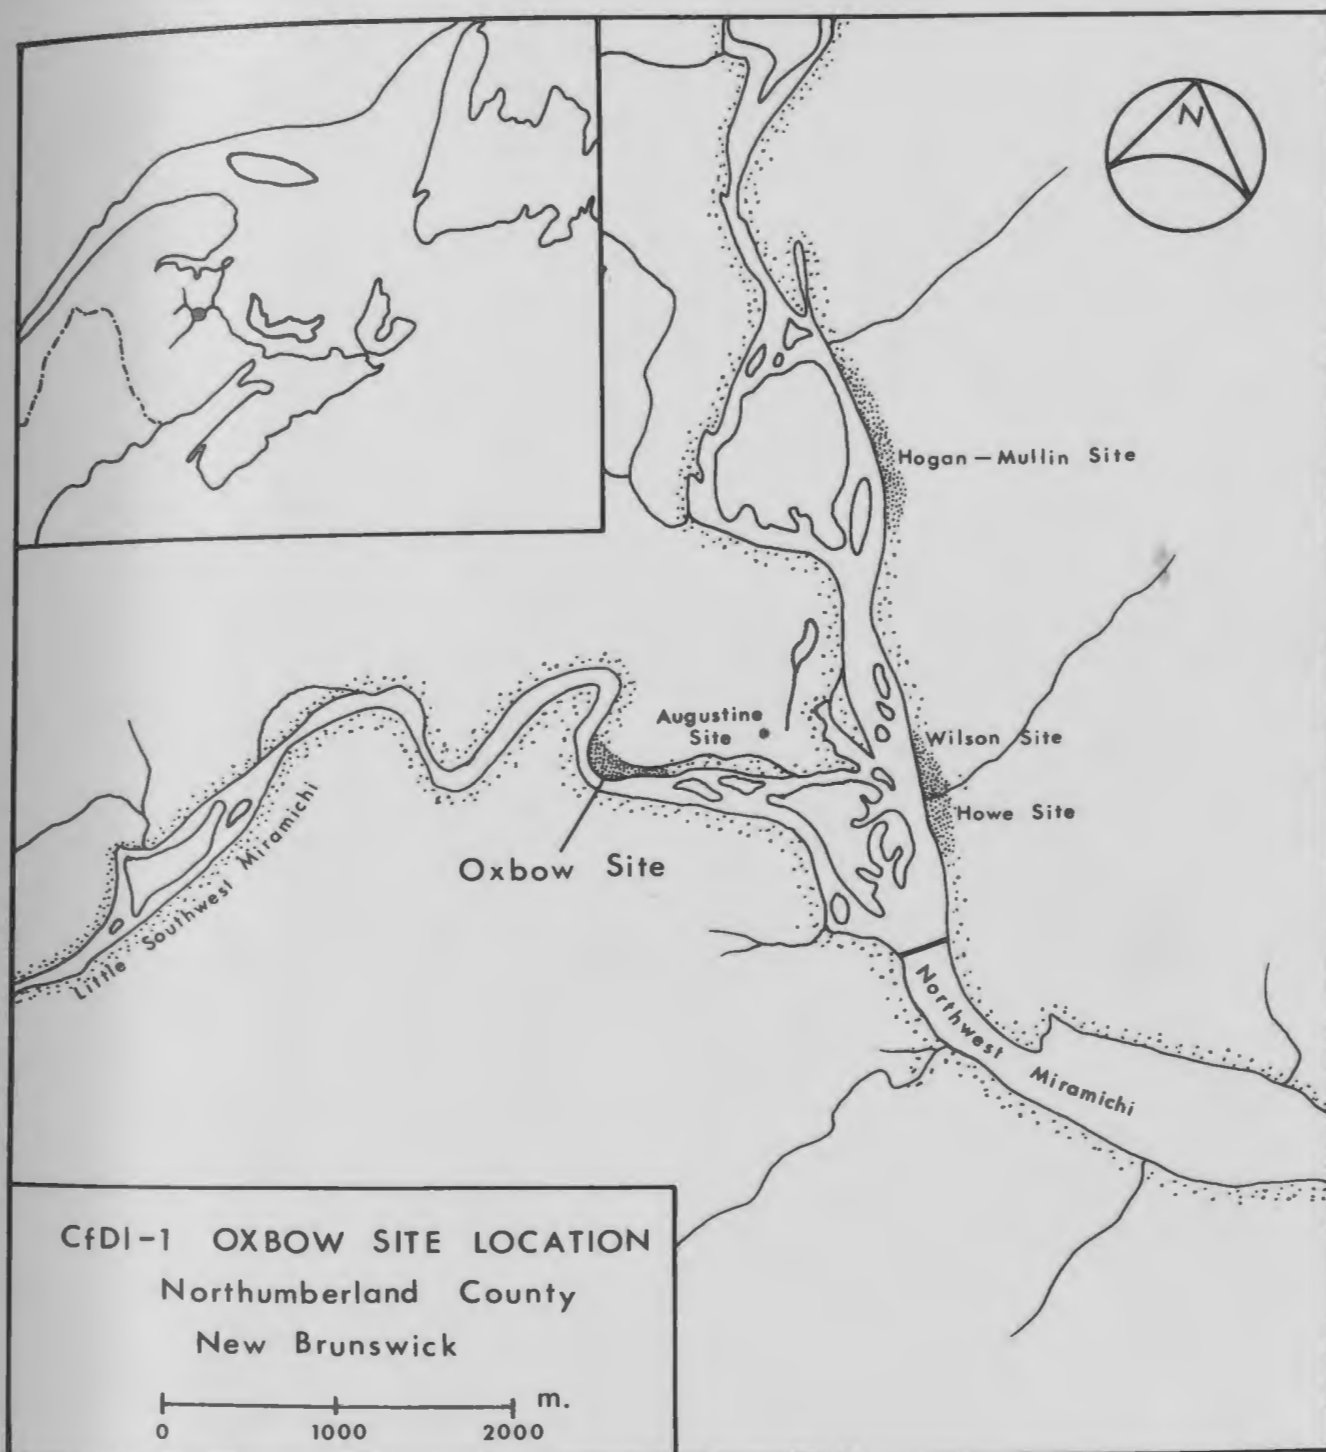 N
Hogan — Mullin Site
Augustine
Site
Wilson Site
Howe Site
Oxbow Site
Little Southwest Miramichi
Northwest Miramichi
CfDl-1 OXBOW SITE LOCATION
Northumberland County
New Brunswick
m.
0 1000 2000